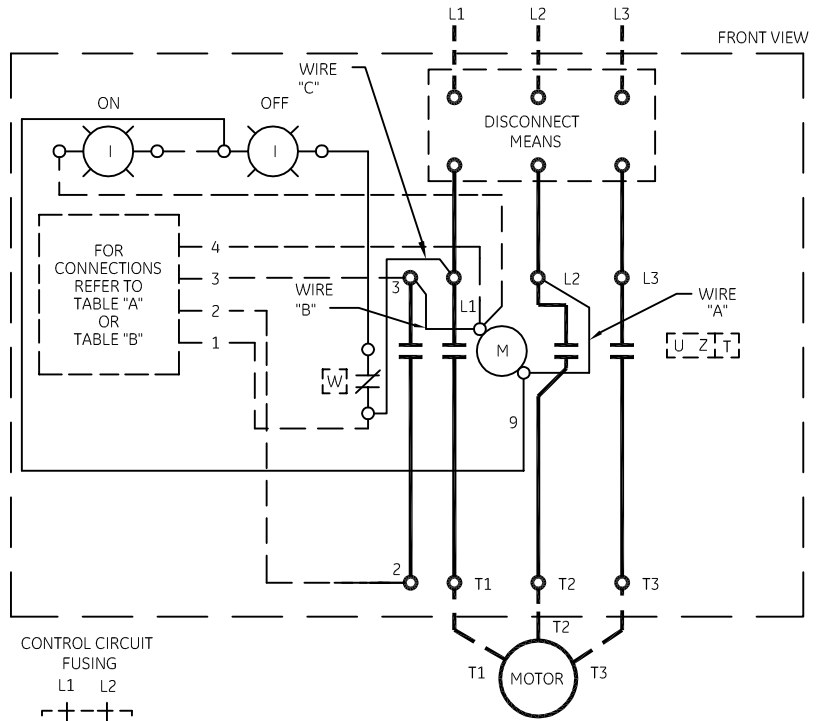 L1 L2 L3
FRONT VIEW
WIRE
"C"
ON OFF
DISCONNECT
MEANS
I I
FOR
CONNECTIONS
REFER TO
TABLE "A"
OR
TABLE "B"
4
3
2
1
3
WIRE
"B"
L1
L2
L3
WIRE
"A"
M
U Z T
W
9
2
T1
T2
T3
T2
T1
MOTOR
T3
CONTROL CIRCUIT
FUSING
L1 L2